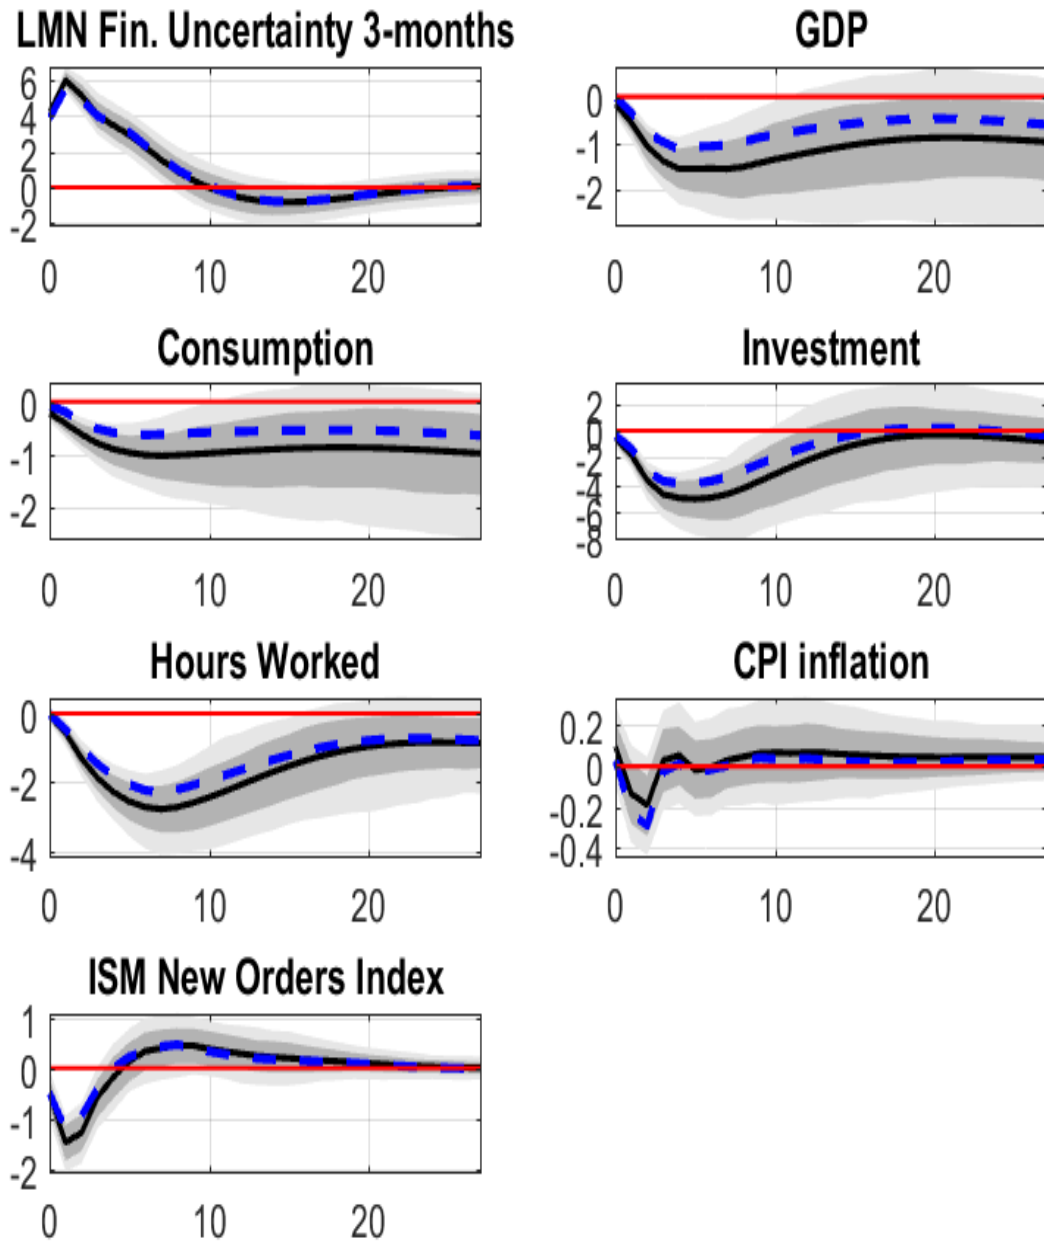 LMN Fin. Uncertainty 3-months
6
4
2
0
-2
0 10 20
GDP
0
-1
-2
0 10 20
Consumption
0
-1
-2
0 10 20
Investment
2
0
-2
-4
-6
-8
0 10 20
Hours Worked
0
-2
-4
0 10 20
CPI inflation
0.2
0
-0.2
-0.4
0 10 20
ISM New Orders Index
1
0
-1
-2
0 10 20